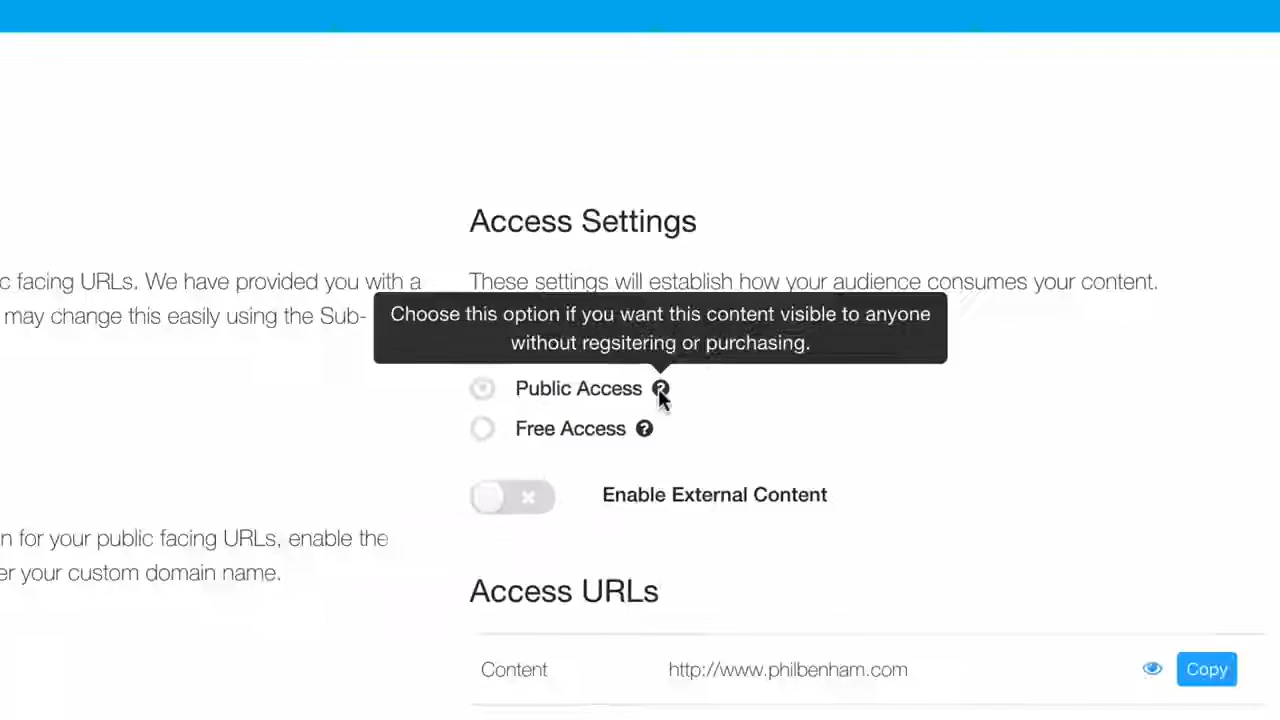 Access Settings
c facing URLs. We have provided you with a
These settings will establish how your audience consumes your content.
may change this easily using the Sub-
Choose this option if you want this content visible to anyone
without regsitering or purchasing.
Public Access ?
Free Access ?
Enable External Content
n for your public facing URLs, enable the
er your custom domain name.
Access URLs
Content http://www.philbenham.com Copy